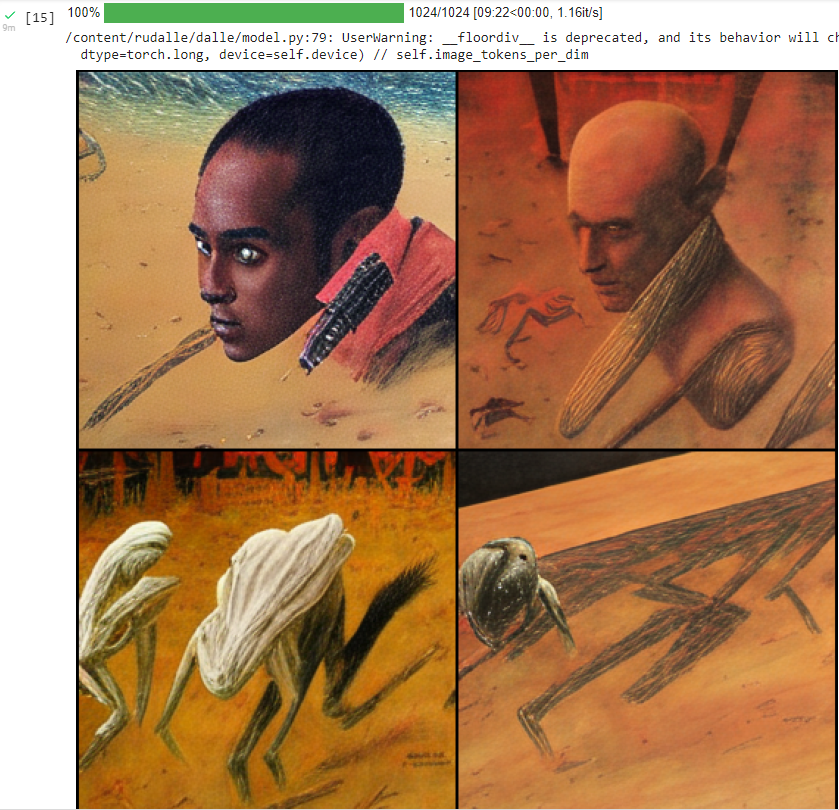 [15]
9m
100% 1024/1024 [09:22<00:00, 1.16it/s]
/content/rudalle/dalle/model.py:79: UserWarning: __floordiv__ is deprecated, and its behavior will ch
dtype=torch.long, device=self.device) // self.image_tokens_per_dim